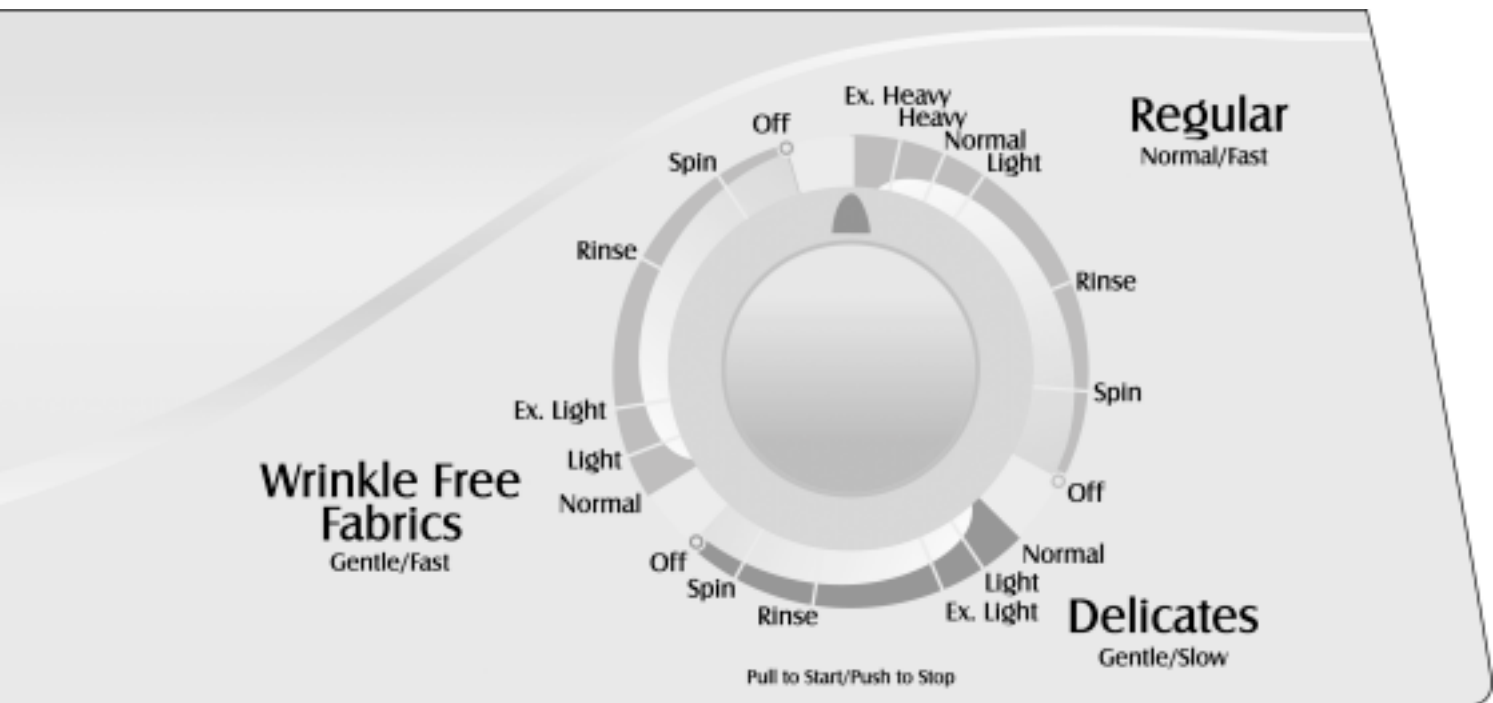 Ex. Heavy
Heavy
Normal
Light
Rinse
Spin
Off
Regular
Normal/Fast
Normal
Light
Ex. Light
Rinse
Spin
Off
Delicates
Gentle/Slow
Normal
Light
Ex. Light
Rinse
Spin
Off
Wrinkle Free
Fabrics
Gentle/Fast
Pull to Start/Push to Stop